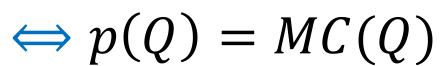 ⟺ p(Q) = MC(Q)